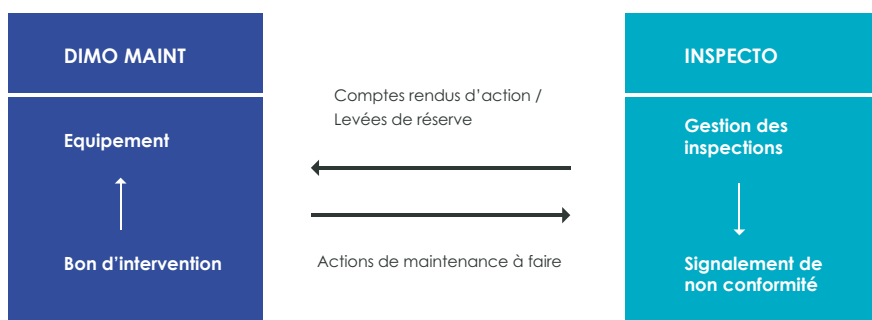 DIMO MAINT
Equipement
Bon d’intervention
Comptes rendus d’action /
Levées de réserve
Actions de maintenance à faire
INSPECTO
Gestion des
inspections
Signalement de
non conformité